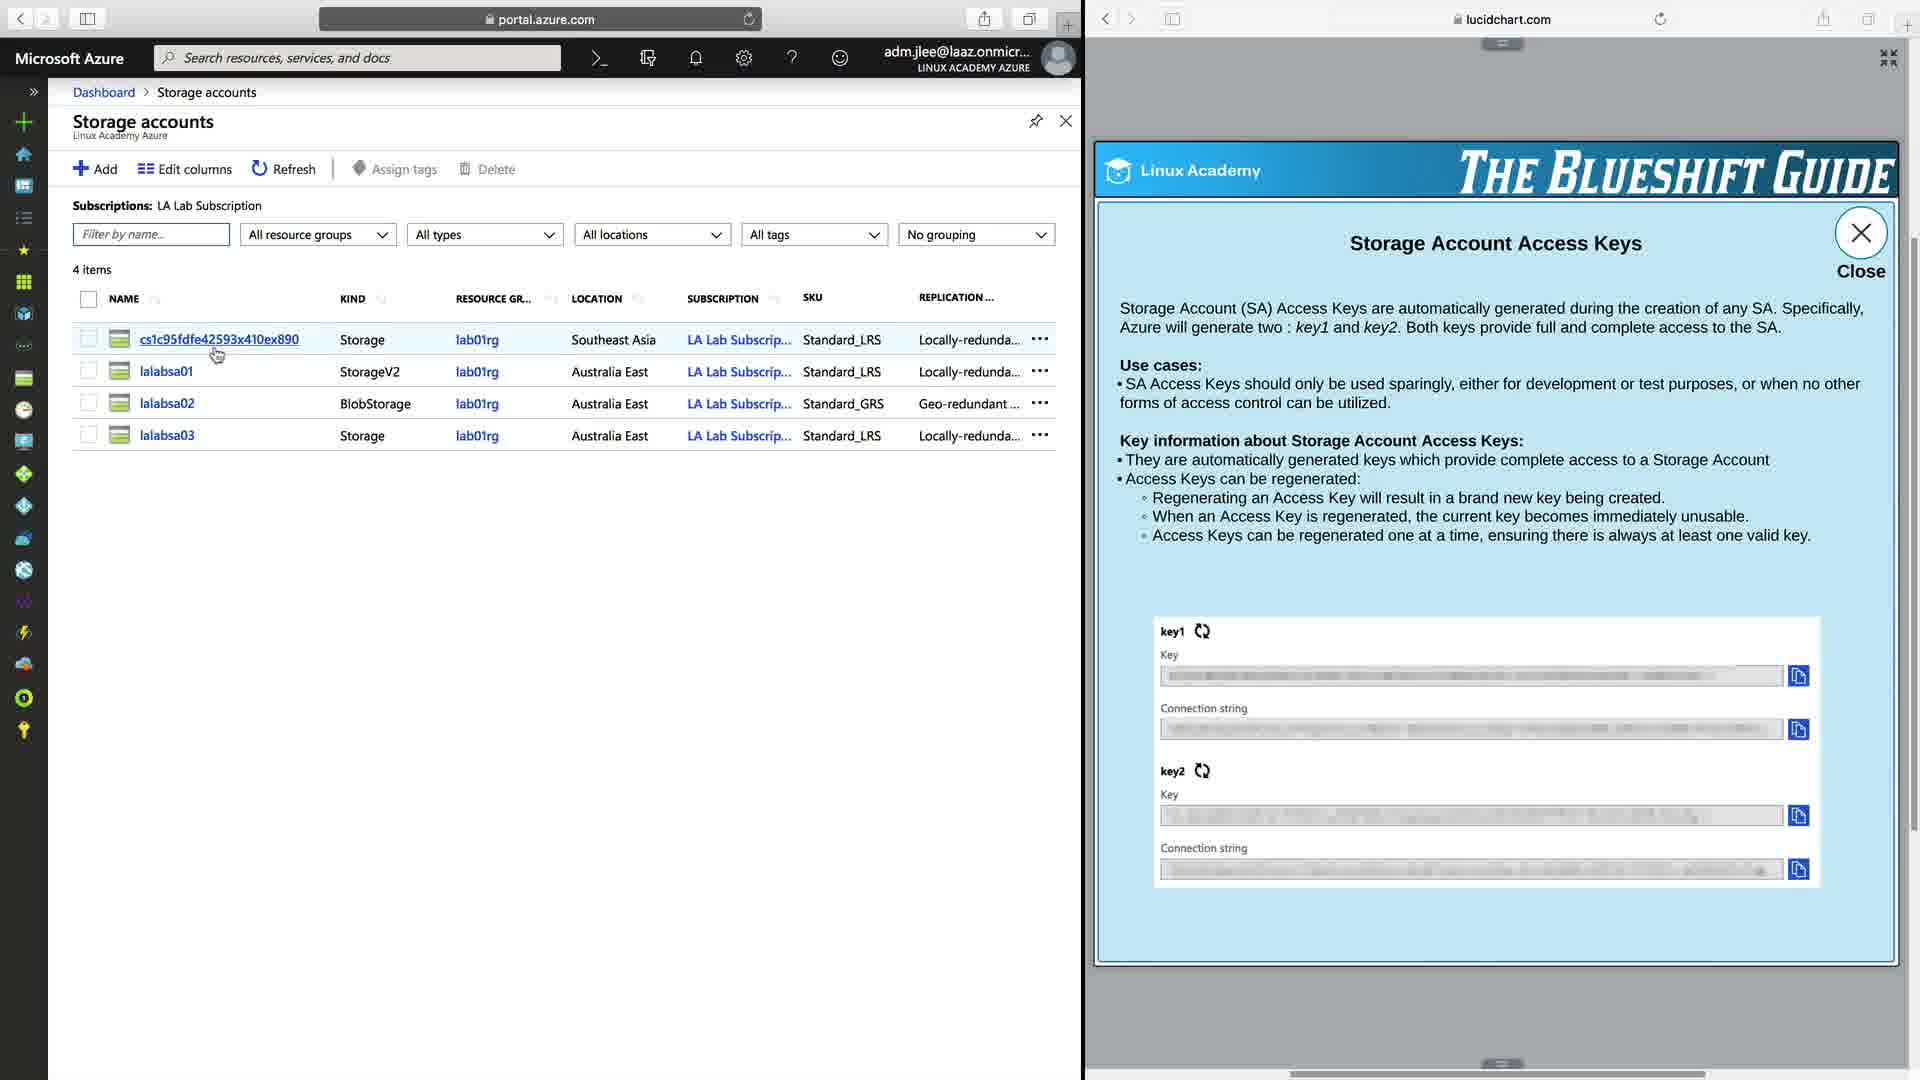 portal.azure.com
Microsoft Azure
Search resources, services, and docs
adm.jlee@laaz.onmicr...
LINUX ACADEMY AZURE
Dashboard > Storage accounts
Storage accounts
Linux Academy Azure
Add
Edit columns
Refresh
Assign tags
Delete
Subscriptions: LA Lab Subscription
Filter by name...
All resource groups
All types
All locations
All tags
No grouping
4 items
NAME KIND RESOURCE GR... LOCATION SUBSCRIPTION SKU REPLICATION ...
cs1c95fdfe42593x410ex890 Storage lab01rg Southeast Asia LA Lab Subscrip... Standard_LRS Locally-redunda... ...
lalabsa01 StorageV2 lab01rg Australia East LA Lab Subscrip... Standard_LRS Locally-redunda... ...
lalabsa02 BlobStorage lab01rg Australia East LA Lab Subscrip... Standard_GRS Geo-redundant ... ...
lalabsa03 Storage lab01rg Australia East LA Lab Subscrip... Standard_LRS Locally-redunda... ...
lucidchart.com
Linux Academy
THE BLUESHIFT GUIDE
Storage Account Access Keys
Close
Storage Account (SA) Access Keys are automatically generated during the creation of any SA. Specifically,
Azure will generate two : key1 and key2. Both keys provide full and complete access to the SA.
Use cases:
• SA Access Keys should only be used sparingly, either for development or test purposes, or when no other
forms of access control can be utilized.
Key information about Storage Account Access Keys:
• They are automatically generated keys which provide complete access to a Storage Account
• Access Keys can be regenerated:
◦ Regenerating an Access Key will result in a brand new key being created.
◦ When an Access Key is regenerated, the current key becomes immediately unusable.
◦ Access Keys can be regenerated one at a time, ensuring there is always at least one valid key.
key1
Key
Connection string
key2
Key
Connection string